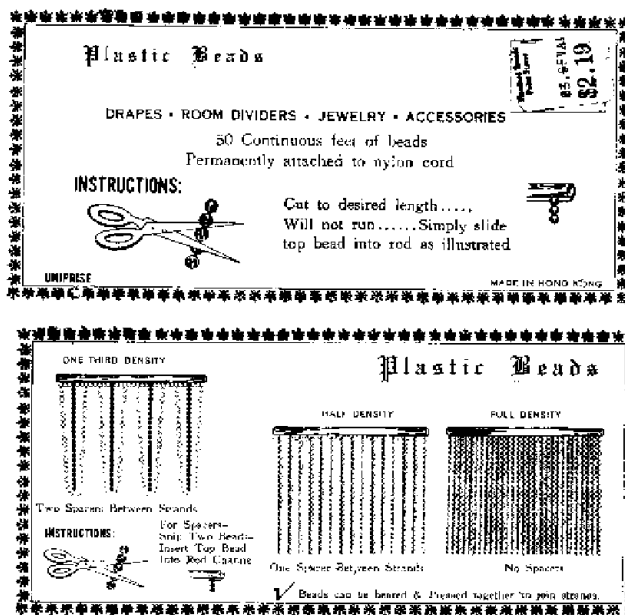 Plastic Beads
$2.19
DRAPES • ROOM DIVIDERS • JEWELRY • ACCESSORIES
50 Continuous feet of beads
Permanently attached to nylon cord
INSTRUCTIONS:
Cut to desired length....,
Will not run......Simply slide
top bead into rod as illustrated
UNIPRISE
MADE IN HONG KONG
ONE THIRD DENSITY
Plastic Beads
HALF DENSITY
FULL DENSITY
Two Spacers Between Strands
INSTRUCTIONS:
For Spacers—
Snip Two Beads—
Insert Top Bead
Into Rod
One Spacer Between Strands
No Spacers
Beads can be heated & Pressed together to join strands.